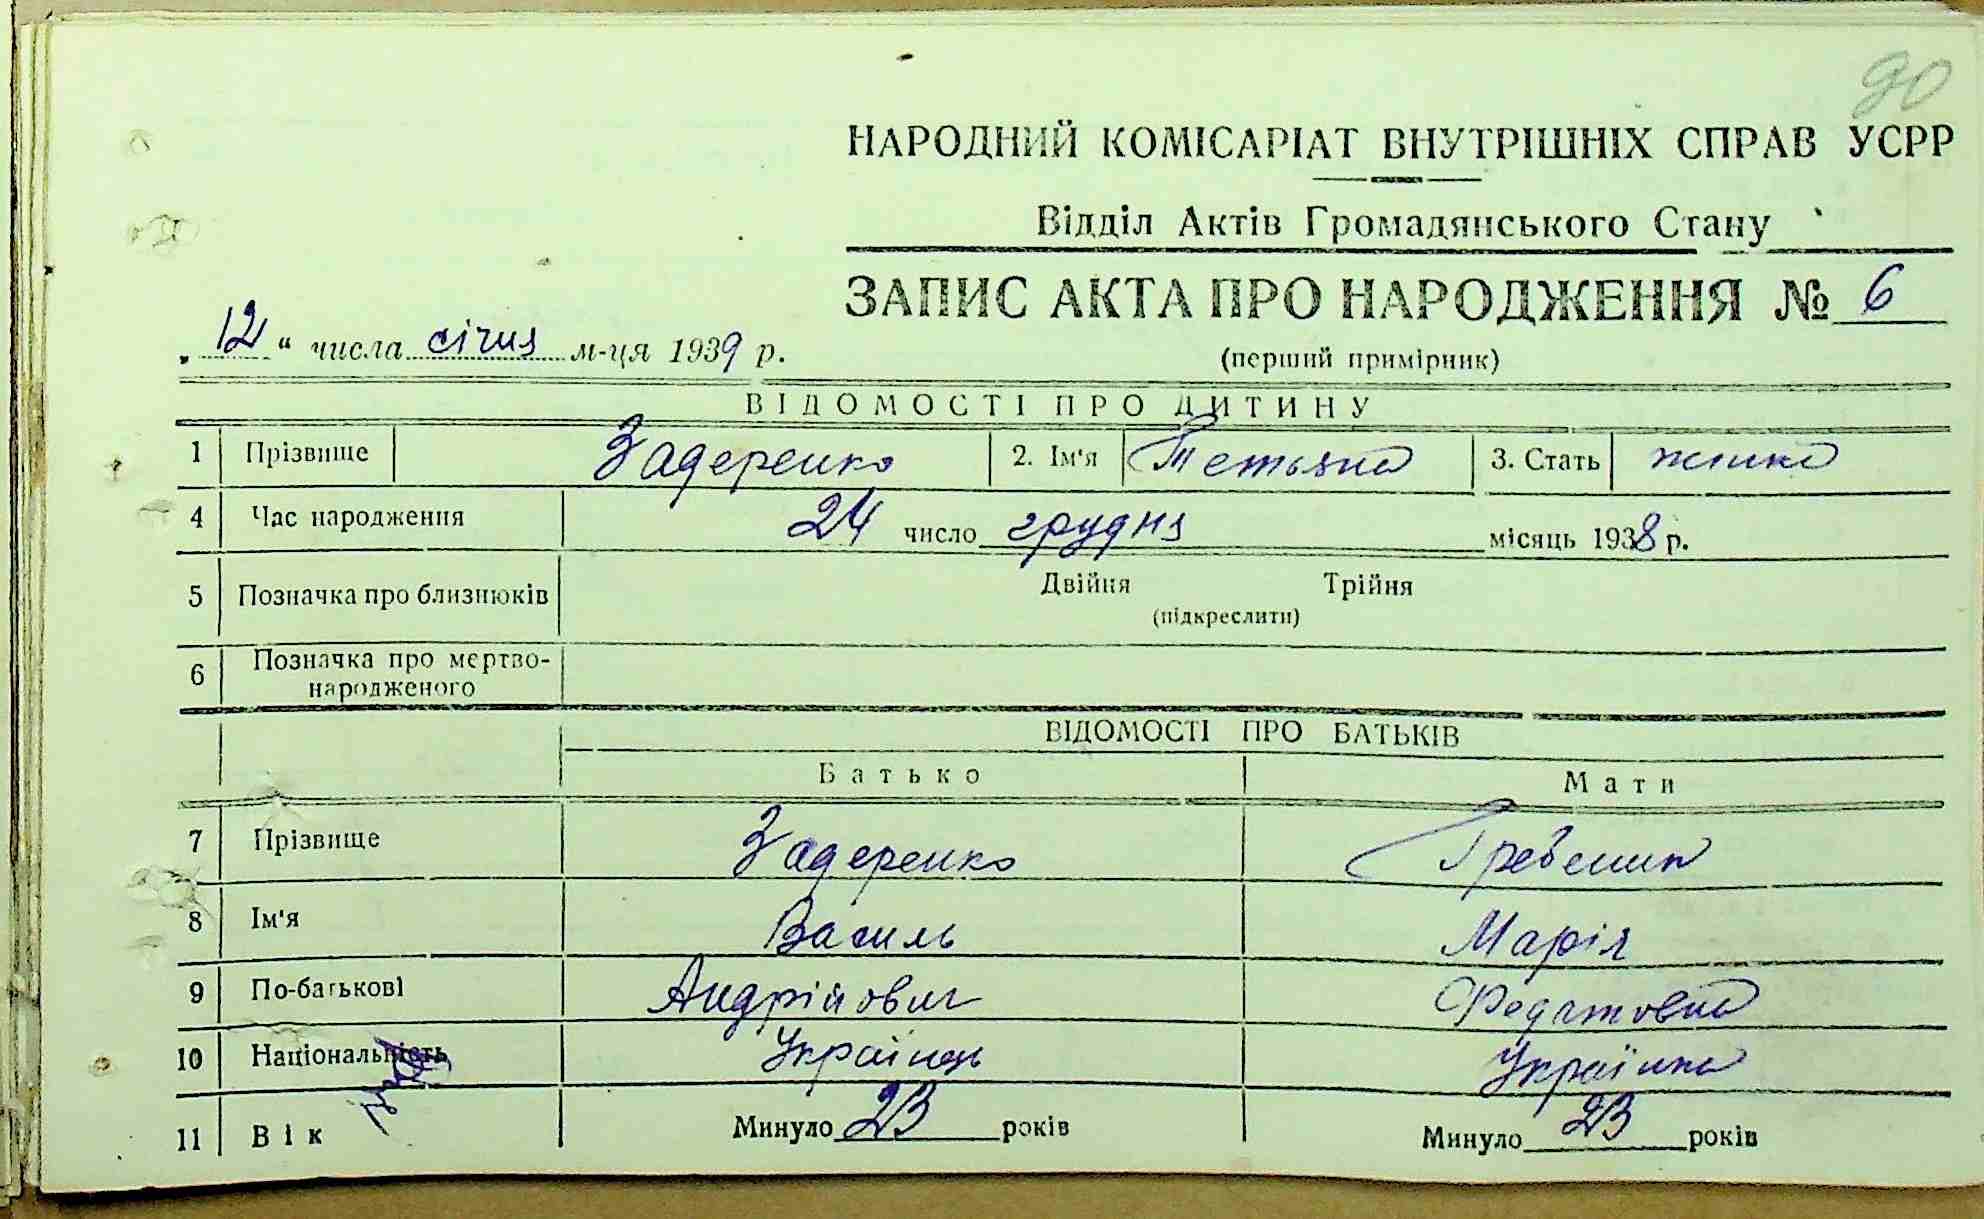 90
НАРОДНИЙ КОМІСАРІАТ ВНУТРІШНІХ СПРАВ УСРР
Відділ Актів Громадянського Стану
ЗАПИС АКТА ПРО НАРОДЖЕННЯ № 6
„12“ числа січня м-ця 1939 р.
(перший примірник)
ВІДОМОСТІ ПРО ДИТИНУ
1 Прізвище Задеренко 2. Ім'я Тетьяна 3. Стать жіноча
4 Час народження 24 число грудня місяць 1938 р.
5 Позначка про близнюків Двійня Трійня
(підкреслити)
6 Позначка про мертво-
народженого
ВІДОМОСТІ ПРО БАТЬКІВ
Батько Мати
7 Прізвище Задеренко Гребеник
8 Ім'я Василь Марія
9 По-батькові Андрійович Федотовна
10 Національність Українець Українка
11 Вік Минуло 23 років Минуло 23 років